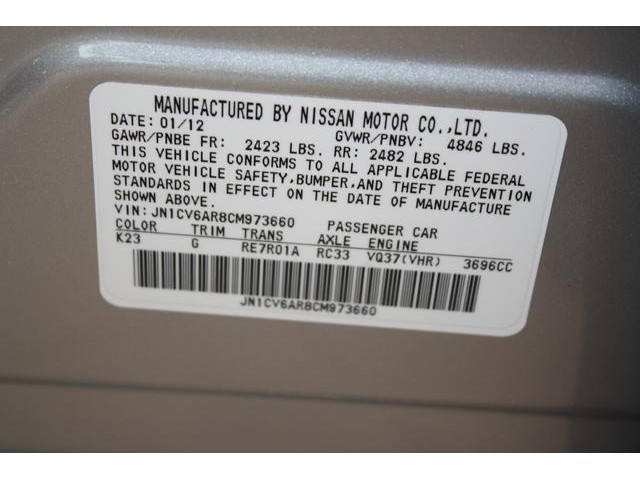 MANUFACTURED BY NISSAN MOTOR CO.,LTD.
DATE: 01/12 GVWR/PNBV: 4846 LBS.
GAWR/PNBE FR: 2423 LBS. RR: 2482 LBS.
THIS VEHICLE CONFORMS TO ALL APPLICABLE FEDERAL
MOTOR VEHICLE SAFETY,BUMPER,AND THEFT PREVENTION
STANDARDS IN EFFECT ON THE DATE OF MANUFACTURE
SHOWN ABOVE.
VIN: JN1CV6AR8CM973660 PASSENGER CAR
COLOR TRIM TRANS AXLE ENGINE
K23 G RE7R01A RC33 VQ37(VHR) 3696CC
JN1CV6AR8CM973660